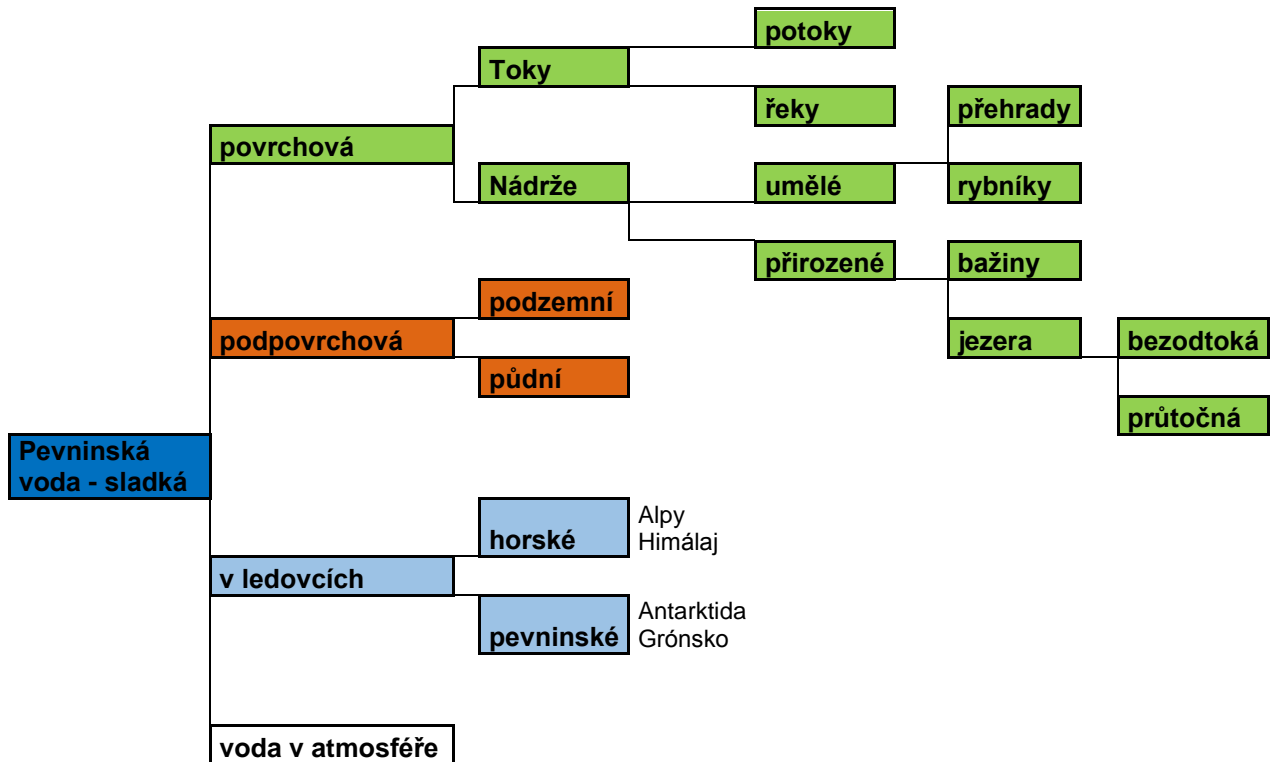 potoky
Toky
řeky
přehrady
povrchová
Nádrže
umělé
rybníky
přirozené
bažiny
podzemní
podpovrchová
jezera
bezodtoká
půdní
průtočná
Pevninská
voda - sladká
horské
Alpy
Himálaj
v ledovcích
pevninské
Antarktida
Grónsko
voda v atmosféře